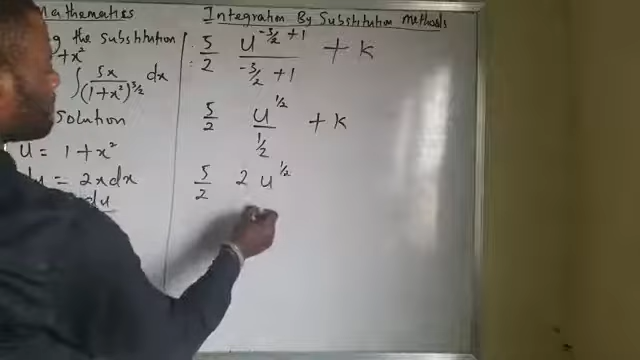 Mathematics
Integration By Substitution methods
the substitution
+x²
∫ 5x/(1+x²)^3/2 dx
Solution
u = 1+x²
du = 2xdx
du
5/2 u^(-3/2 +1)/(-3/2 +1) + k
5/2 u^(1/2)/(1/2) + k
5/2 2 u^1/2